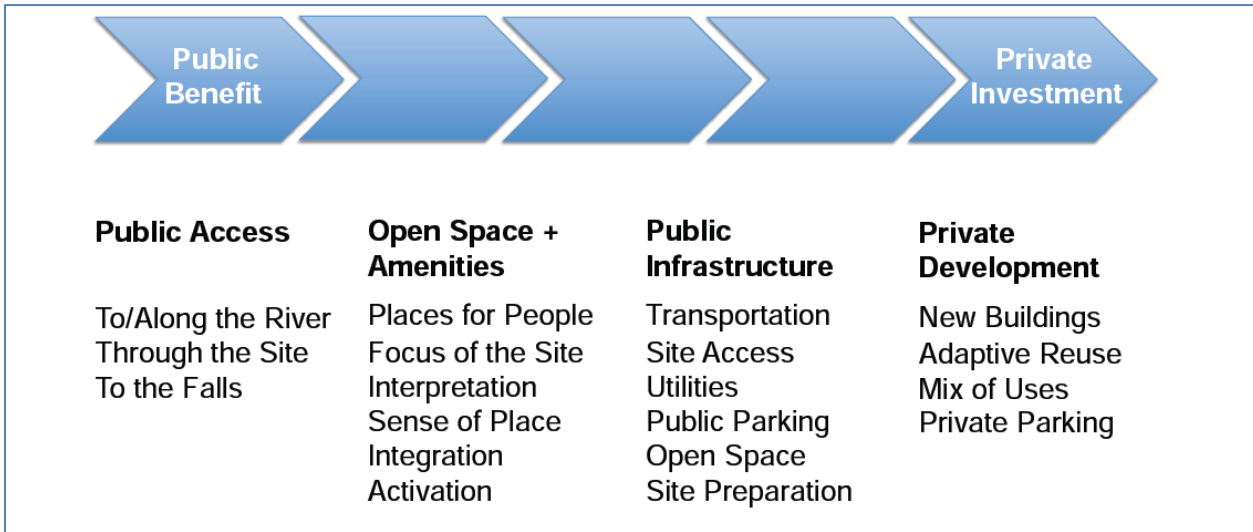 Public
Benefit
Private
Investment
Public Access
To/Along the River
Through the Site
To the Falls
Open Space +
Amenities
Places for People
Focus of the Site
Interpretation
Sense of Place
Integration
Activation
Public
Infrastructure
Transportation
Site Access
Utilities
Public Parking
Open Space
Site Preparation
Private
Development
New Buildings
Adaptive Reuse
Mix of Uses
Private Parking